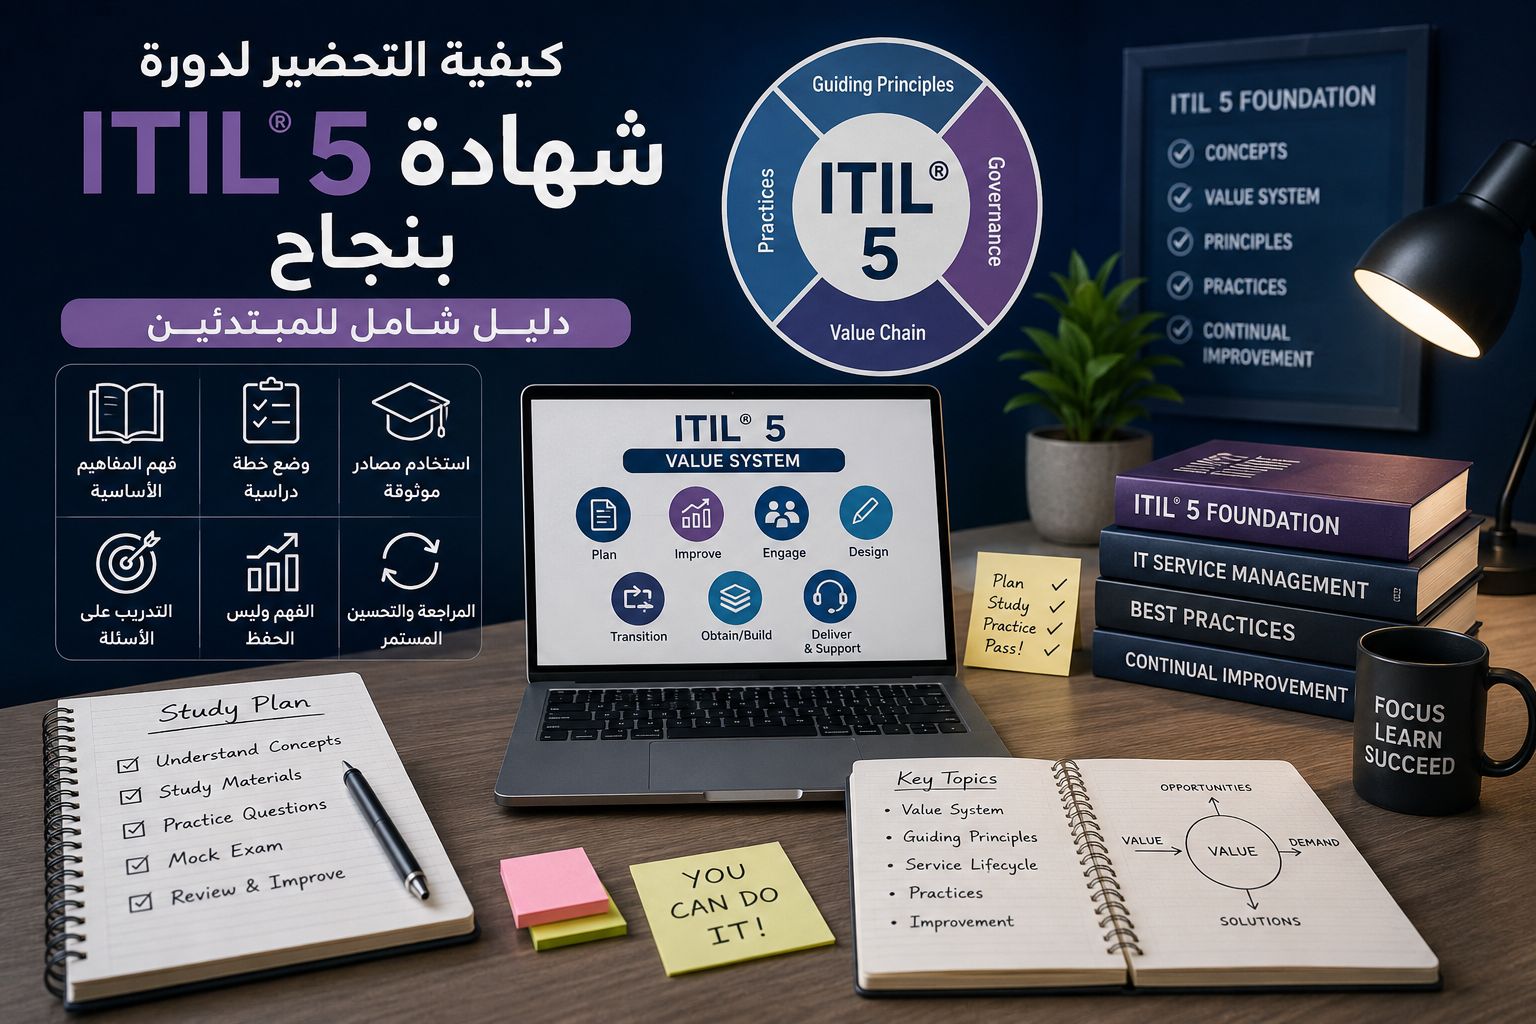 كيفية التحضير لدورة
شهادة ITIL® 5
بنجاح
دليل شامل للمبتدئين
فهم المفاهيم
الأساسية
وضع خطة
دراسية
استخادم مصادر
موثوقة
التدريب على
الأسئلة
الفهم وليس
الحفظ
المراجعة والتحسين
المستمر
Guiding Principles
Practices
Governance
Value Chain
ITIL®
5
ITIL 5 FOUNDATION
CONCEPTS
VALUE SYSTEM
PRINCIPLES
PRACTICES
CONTINUAL
IMPROVEMENT
ITIL® 5
VALUE SYSTEM
Plan
Improve
Engage
Design
Transition
Obtain/Build
Deliver
& Support
Plan
Study
Practice
Pass!
ITIL® 5 FOUNDATION
IT SERVICE MANAGEMENT
BEST PRACTICES
CONTINUAL IMPROVEMENT
FOCUS
LEARN
SUCCEED
Study Plan
Understand Concepts
Study Materials
Practice Questions
Mock Exam
Review & Improve
YOU
CAN DO
IT!
Key Topics
• Value System
• Guiding Principles
• Service Lifecycle
• Practices
• Improvement
OPPORTUNITIES
VALUE
VALUE
DEMAND
SOLUTIONS